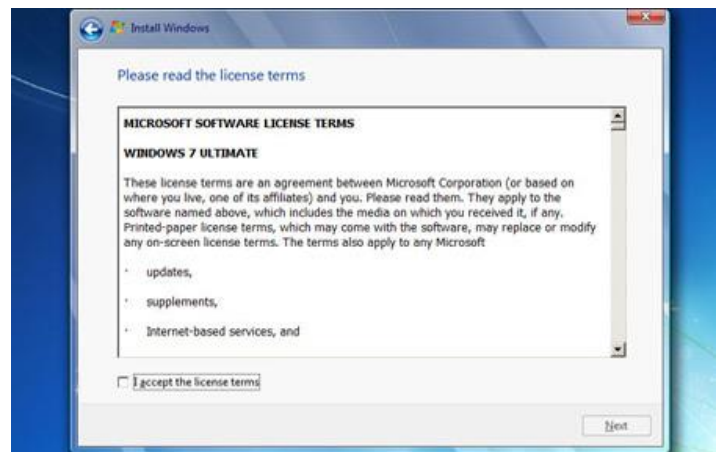 Install Windows
Please read the license terms
MICROSOFT SOFTWARE LICENSE TERMS
WINDOWS 7 ULTIMATE
These license terms are an agreement between Microsoft Corporation (or based on
where you live, one of its affiliates) and you. Please read them. They apply to the
software named above, which includes the media on which you received it, if any.
Printed-paper license terms, which may come with the software, may replace or modify
any on-screen license terms. The terms also apply to any Microsoft
· updates,
· supplements,
· Internet-based services, and
I accept the license terms
Next